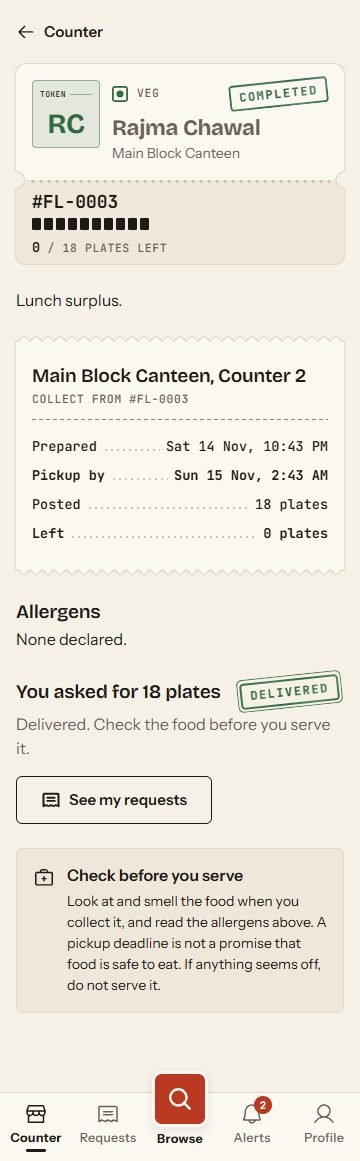 Counter
TOKEN
RC
VEG
COMPLETED
Rajma Chawal
Main Block Canteen
#FL-0003
0 / 18 PLATES LEFT
Lunch surplus.
Main Block Canteen, Counter 2
COLLECT FROM #FL-0003
Prepared ........ Sat 14 Nov, 10:43 PM
Pickup by ........ Sun 15 Nov, 2:43 AM
Posted ........ 18 plates
Left ........ 0 plates
Allergens
None declared.
You asked for 18 plates
DELIVERED
Delivered. Check the food before you serve
it.
See my requests
Check before you serve
Look at and smell the food when you
collect it, and read the allergens above. A
pickup deadline is not a promise that
food is safe to eat. If anything seems off,
do not serve it.
2
Counter Requests Browse Alerts Profile